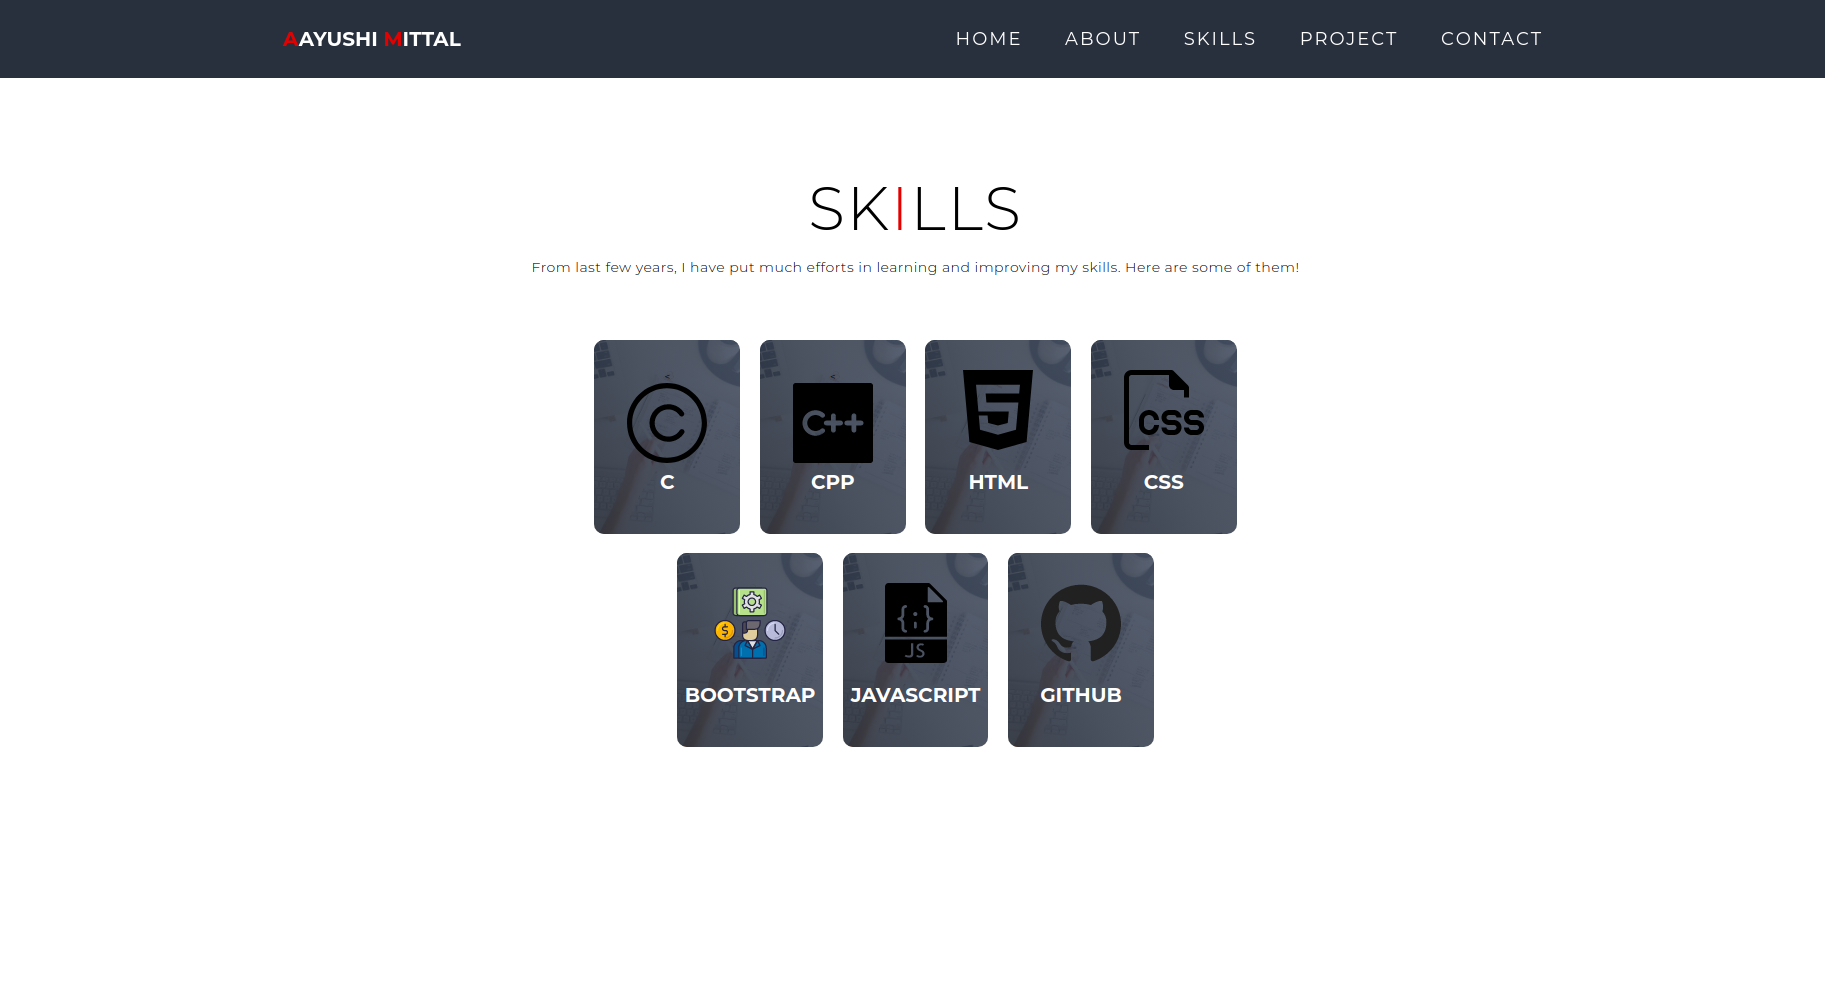 AAYUSHI MITTAL HOME ABOUT SKILLS PROJECT CONTACT
SKILLS
From last few years, I have put much efforts in learning and improving my skills. Here are some of them!
< <
C++ 5 CSS
C CPP HTML CSS
{;} JS
BOOTSTRAP JAVASCRIPT GITHUB